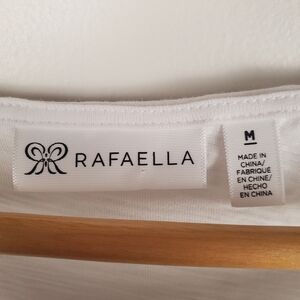 RAFAELLA
M
MADE IN
CHINA/
FABRIQUÉ
EN CHINE/
HECHO
EN CHINA